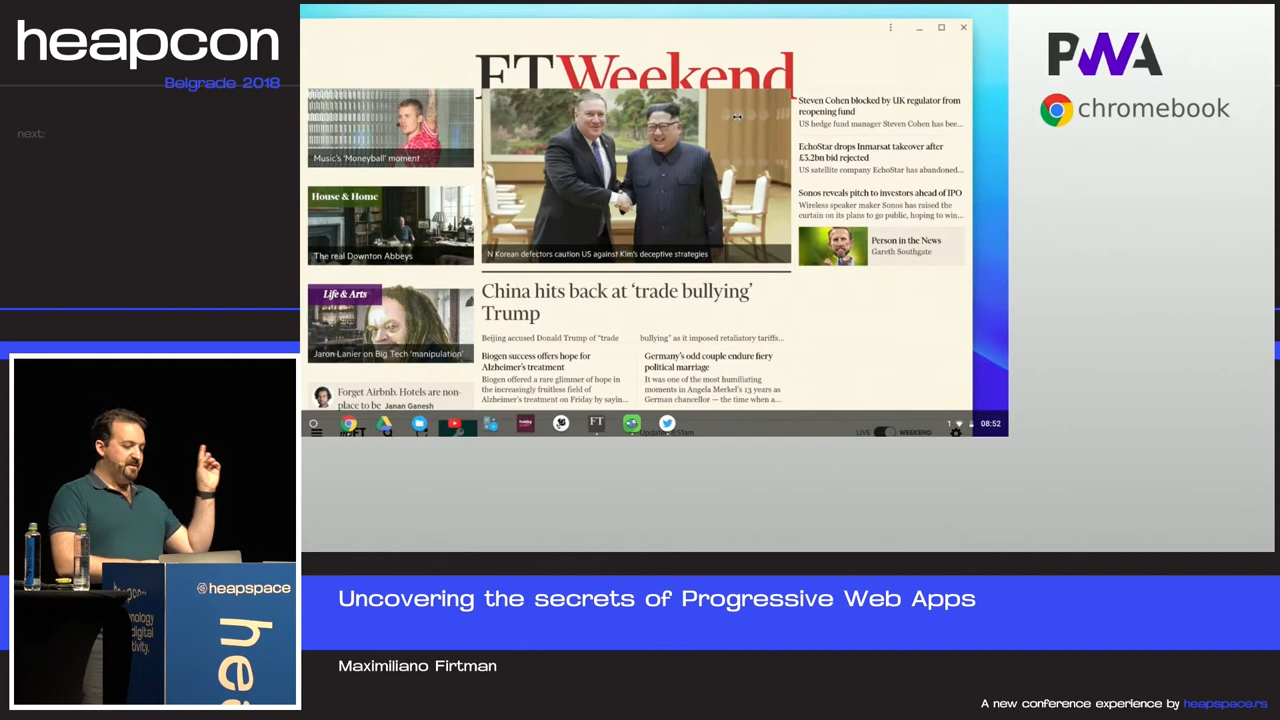 heapcon
Belgrade 2018
next:
FTWeekend
Music's 'Moneyball' moment
House & Home
The real Downton Abbeys
Life & Arts
Jaron Lanier on Big Tech 'manipulation'
Forget Airbnb. Hotels are non-
place to be Janan Ganesh
N Korean defectors caution US against Kim's deceptive strategies
China hits back at 'trade bullying'
Trump
Beijing accused Donald Trump of "trade
bullying" as it imposed retaliatory tariffs...
Biogen success offers hope for
Alzheimer's treatment
Biogen offered a rare glimmer of hope in
the increasingly fruitless field of
Alzheimer's treatment on Friday by sayin...
Germany's odd couple endure fiery
political marriage
It was one of the most humiliating
moments in Angela Merkel's 13 years as
German chancellor — the time when a...
Steven Cohen blocked by UK regulator from
reopening fund
US hedge fund manager Steven Cohen has bee...
EchoStar drops Inmarsat takeover after
£3.2bn bid rejected
US satellite company EchoStar has abandoned...
Sonos reveals pitch to investors ahead of IPO
Wireless speaker maker Sonos has raised the
curtain on its plans to go public, hoping to win...
Person in the News
Gareth Southgate
FT
1
08:52
LIVE
WEEKEND
PWA
chromebook
heapspace
hea
Uncovering the secrets of Progressive Web Apps
Maximiliano Firtman
A new conference experience by heapspace.rs